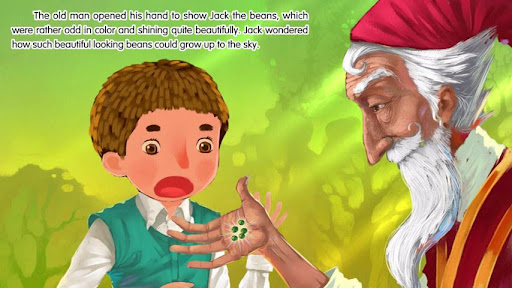 The old man opened his hand to show Jack the beans, which
were rather odd in color and shining quite beautifully. Jack wondered
how such beautiful looking beans could grow up to the sky.